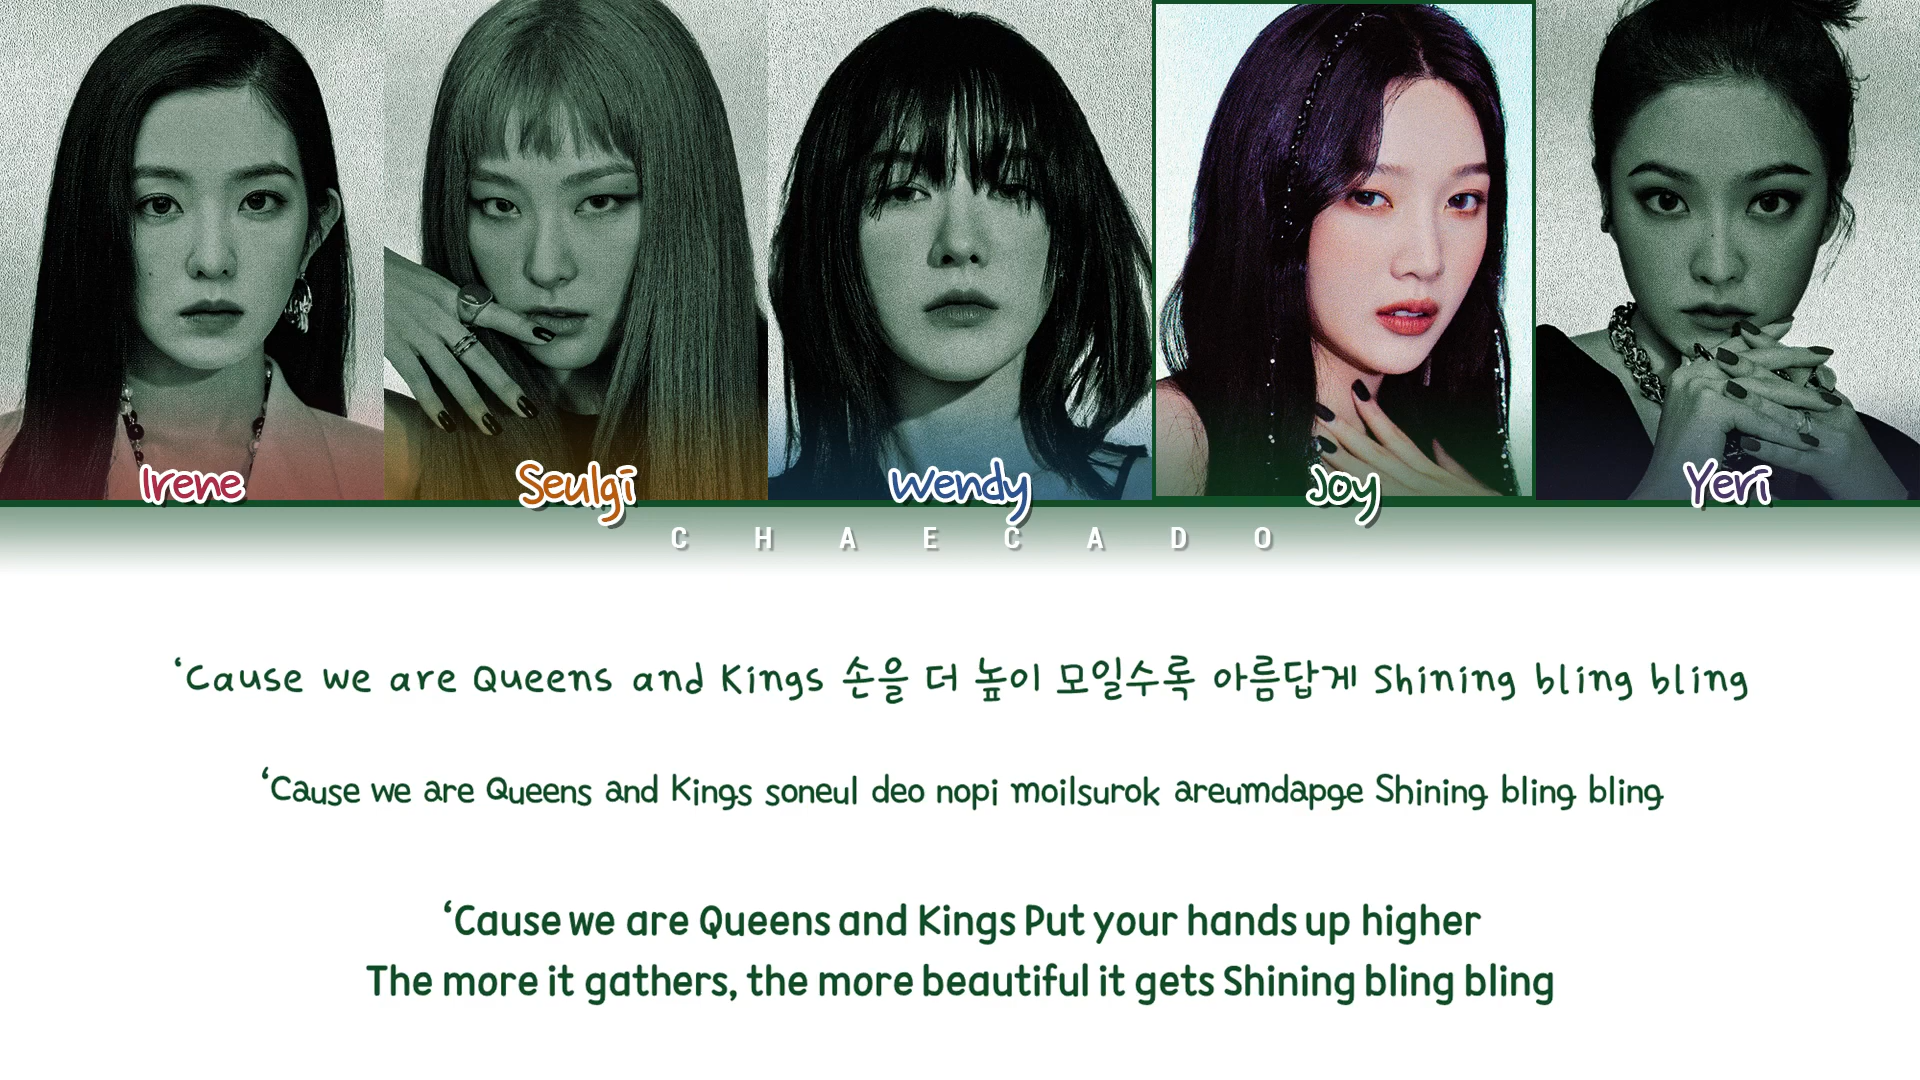 Irene
Seulgi
Wendy
Joy
Yeri
CHAECADO
‘Cause we are Queens and Kings 손을 더 높이 모일수록 아름답게 Shining bling bling
‘Cause we are Queens and Kings soneul deo nopi moilsurok areumdapge Shining bling bling
‘Cause we are Queens and Kings Put your hands up higher
The more it gathers, the more beautiful it gets Shining bling bling